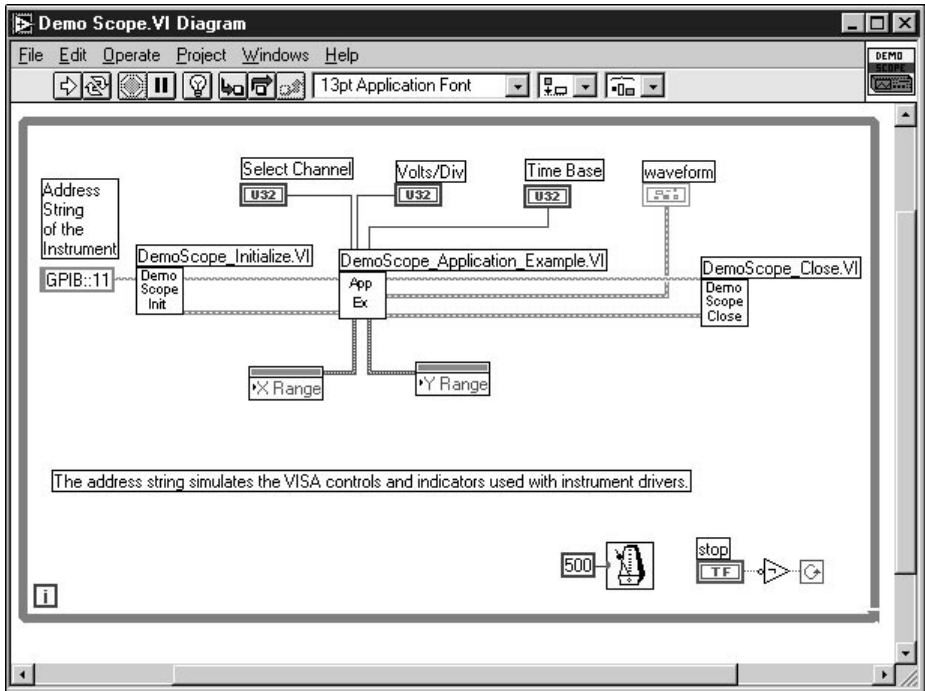 Demo Scope.VI Diagram
File Edit Operate Project Windows Help
DEMO
SCOPE
13pt Application Font
Select Channel
U32
Volts/Div
U32
Time Base
U32
waveform
Address
String
of the
Instrument
GPIB::11
DemoScope_Initialize.VI
Demo
Scope
Init
DemoScope_Application_Example.VI
App
Ex
DemoScope_Close.VI
Demo
Scope
Close
X Range
Y Range
The address string simulates the VISA controls and indicators used with instrument drivers.
500
stop
TF
i